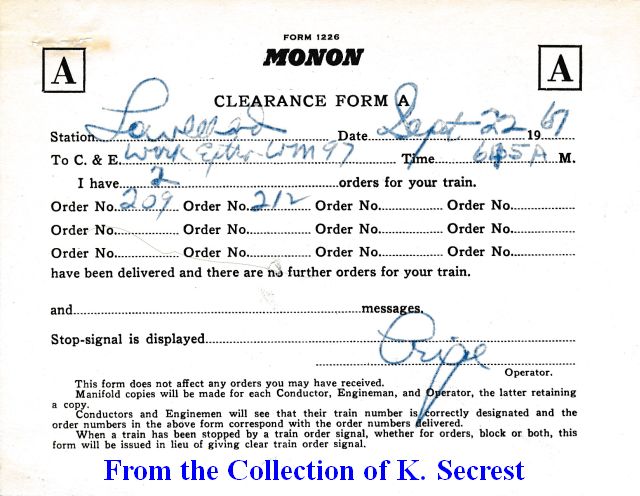 FORM 1226
MONON
A A
CLEARANCE FORM A
Station Date Sept 22 1967
To C. & E. Work Extra WM 97 Time 645A M.
I have 2 orders for your train.
Order No. 209 Order No. 212 Order No. Order No.
Order No. Order No. Order No. Order No.
Order No. Order No. Order No. Order No.
have been delivered and there are no further orders for your train.
and messages.
Stop-signal is displayed
Cripe
Operator.
This form does not affect any orders you may have received.
Manifold copies will be made for each Conductor, Engineman, and Operator, the latter retaining
a copy.
Conductors and Enginemen will see that their train number is correctly designated and the
order numbers in the above form correspond with the order numbers delivered.
When a train has been stopped by a train order signal, whether for orders, block or both, this
form will be issued in lieu of giving clear train order signal.
From the Collection of K. Secrest